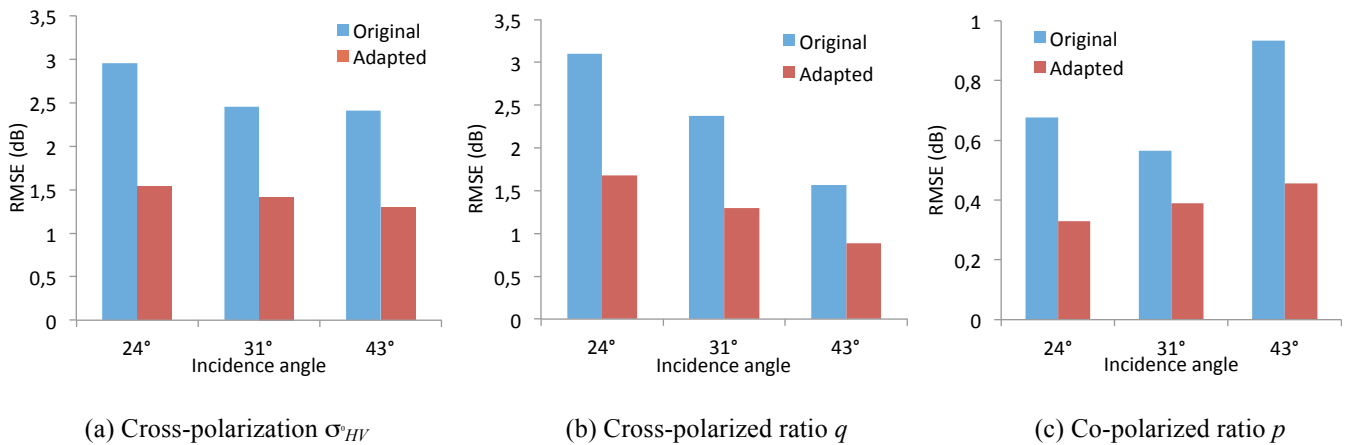 3,5
3
2,5
2
1,5
1
0,5
0
RMSE (dB)
Original
Adapted
24° 31° 43°
Incidence angle
(a) Cross-polarization σ°HV
3,5
3
2,5
2
1,5
1
0,5
0
RMSE (dB)
Original
Adapted
24° 31° 43°
Incidence angle
(b) Cross-polarized ratio q
1
0,8
0,6
0,4
0,2
0
RMSE (dB)
Original
Adapted
24° 31° 43°
Incidence angle
(c) Co-polarized ratio p